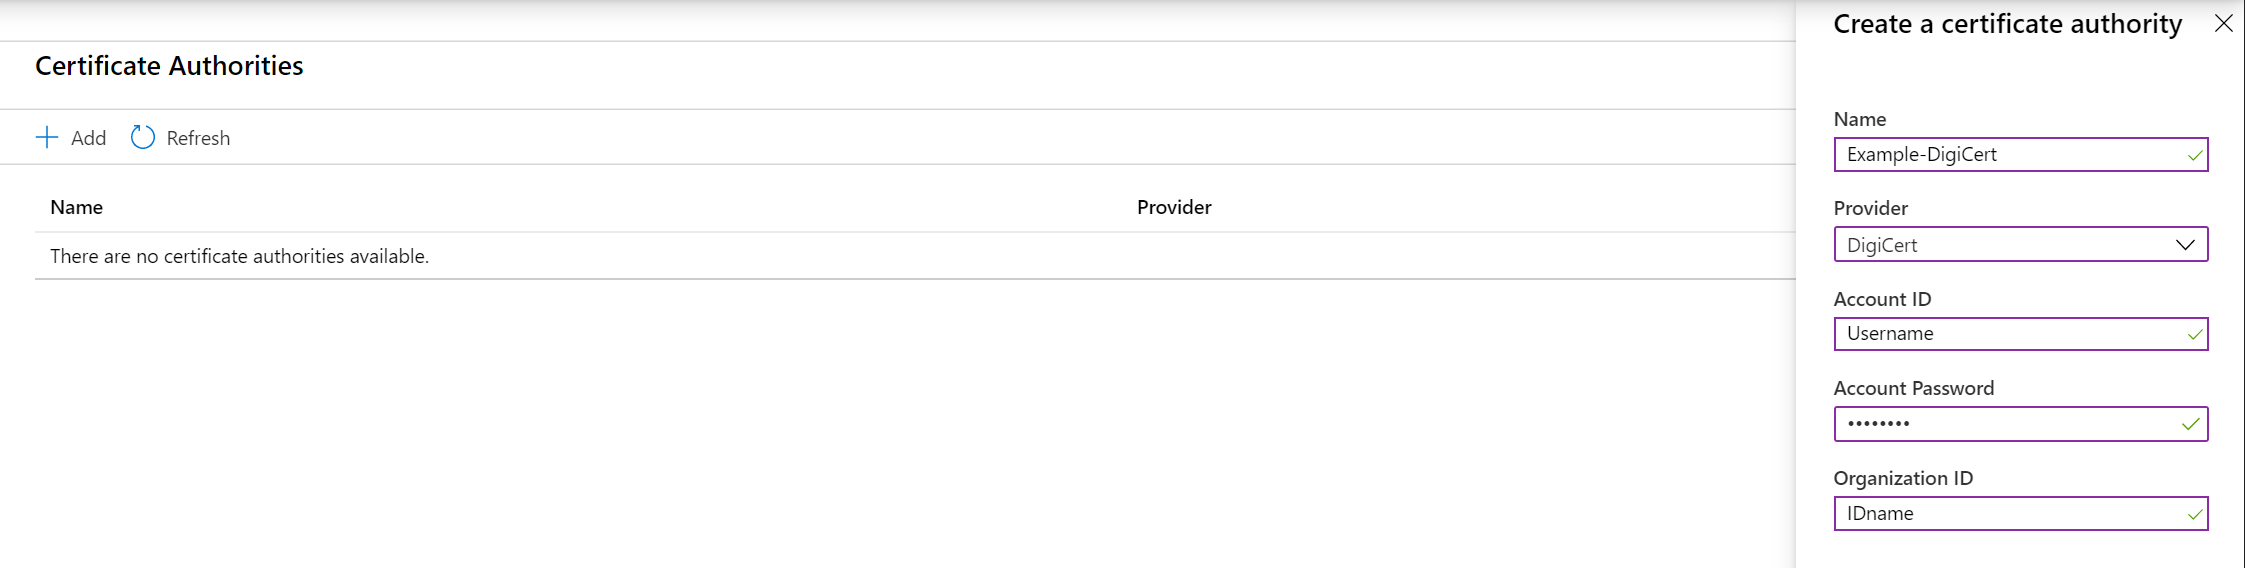 Certificate Authorities
Add Refresh
Name Provider
There are no certificate authorities available.
Create a certificate authority
Name
Example-DigiCert
Provider
DigiCert
Account ID
Username
Account Password
••••••••
Organization ID
IDname